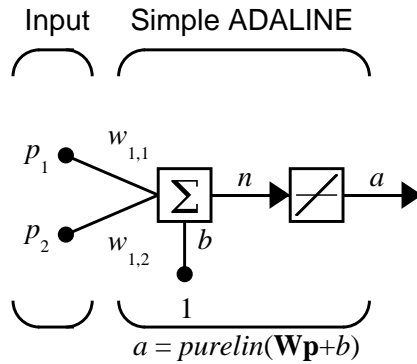 Input Simple ADALINE
p1 w1,1
Σ n a
p2 w1,2 b
1
a = purelin(Wp+b)